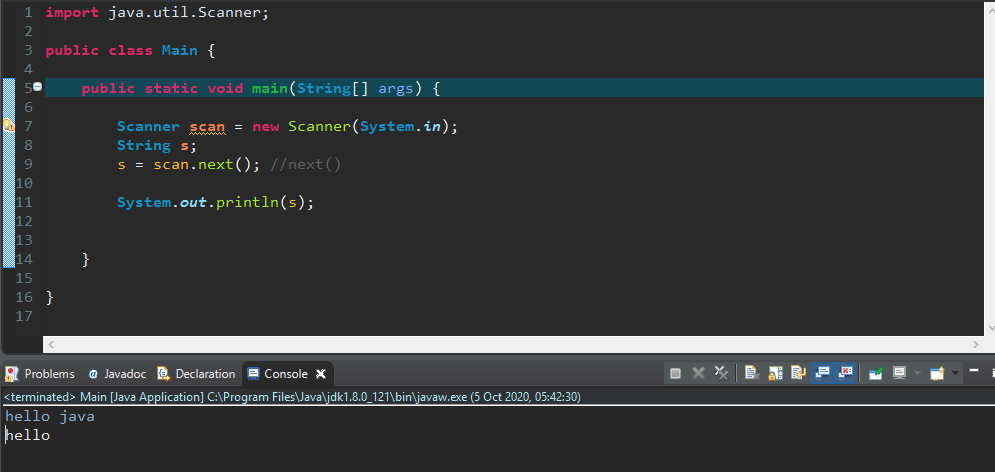 1 import java.util.Scanner;
2
3 public class Main {
4
5 public static void main(String[] args) {
6
7 Scanner scan = new Scanner(System.in);
8 String s;
9 s = scan.next(); //next()
10
11 System.out.println(s);
12
13
14 }
15
16 }
17
Problems @ Javadoc Declaration Console
<terminated> Main [Java Application] C:\Program Files\Java\jdk1.8.0_121\bin\javaw.exe (5 Oct 2020, 05:42:30)
hello java
hello